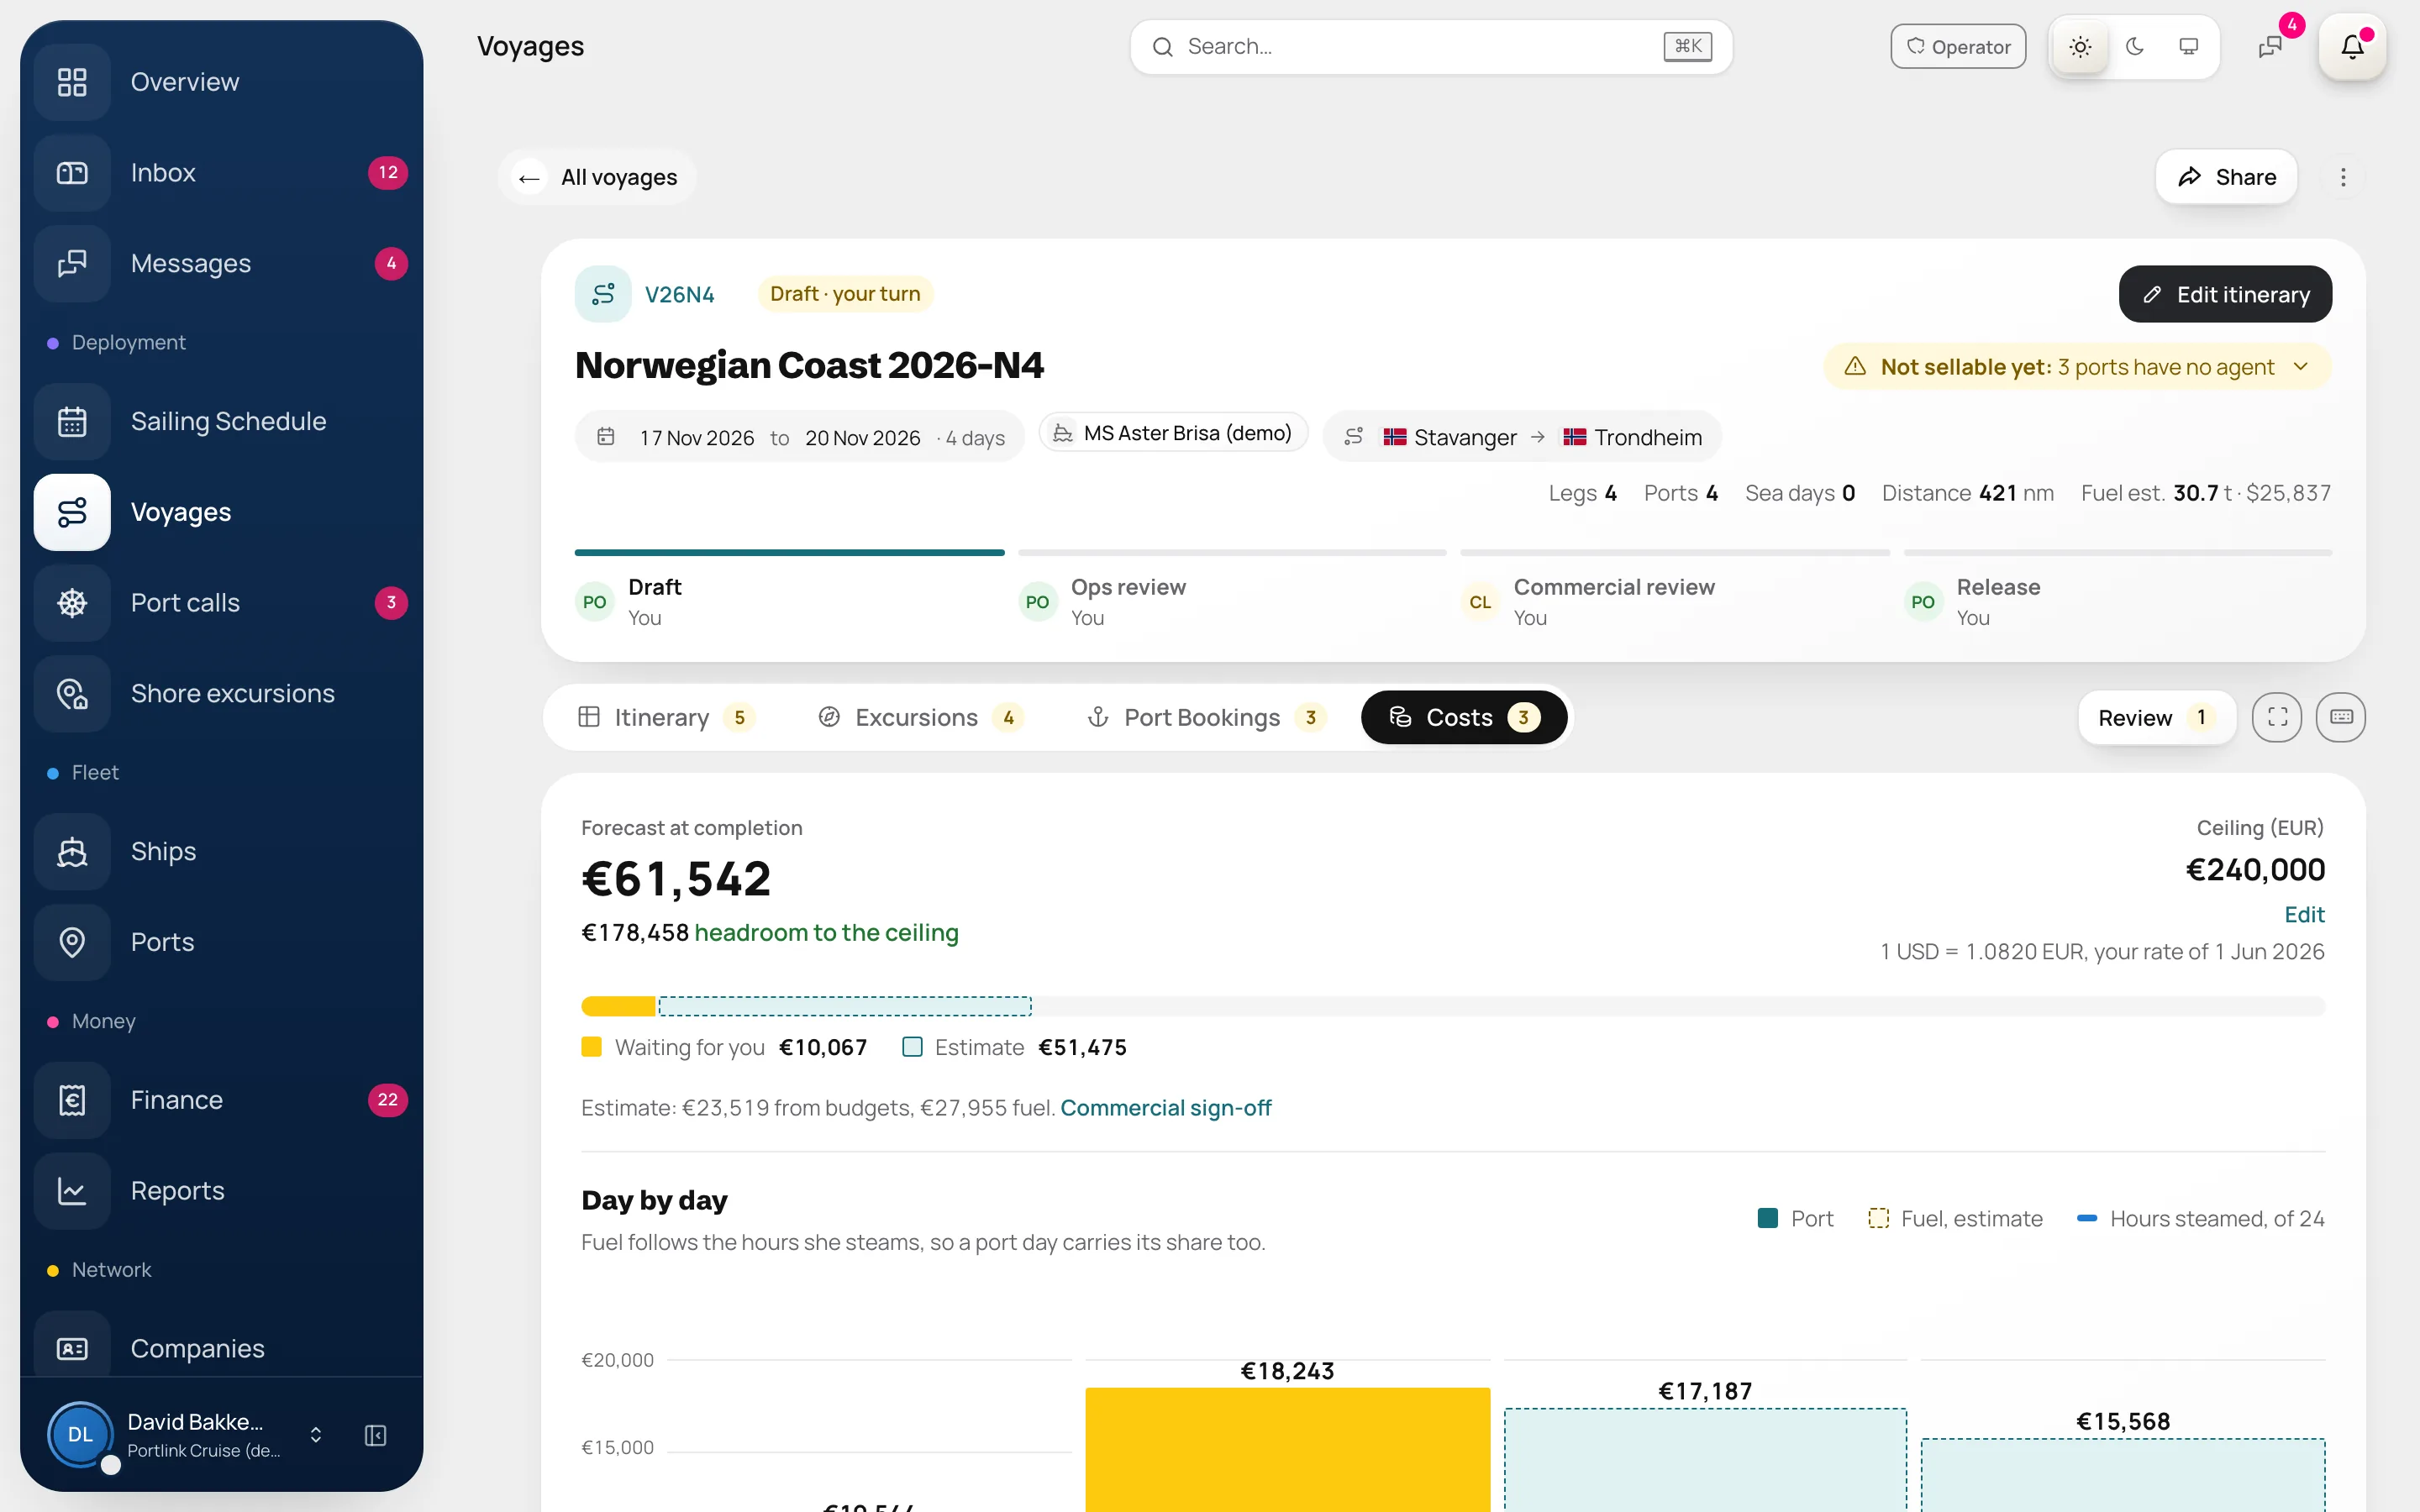 Overview
Inbox
12
Messages
4
Deployment
Sailing Schedule
Voyages
Port calls
3
Shore excursions
Fleet
Ships
Ports
Money
Finance
22
Reports
Network
Companies
DL
David Bakke...
Portlink Cruise (de...
Voyages
Search...
⌘K
Operator
4
← All voyages
Share
V26N4
Draft · your turn
Edit itinerary
Norwegian Coast 2026-N4
Not sellable yet: 3 ports have no agent
17 Nov 2026 to 20 Nov 2026 · 4 days
MS Aster Brisa (demo)
Stavanger → Trondheim
Legs 4 Ports 4 Sea days 0 Distance 421 nm Fuel est. 30.7 t · $25,837
PO
Draft
You
PO
Ops review
You
CL
Commercial review
You
PO
Release
You
Itinerary 5
Excursions 4
Port Bookings 3
Costs 3
Review 1
Forecast at completion
€61,542
€178,458 headroom to the ceiling
Ceiling (EUR)
€240,000
Edit
1 USD = 1.0820 EUR, your rate of 1 Jun 2026
Waiting for you €10,067
Estimate €51,475
Estimate: €23,519 from budgets, €27,955 fuel. Commercial sign-off
Day by day
Fuel follows the hours she steams, so a port day carries its share too.
Port
Fuel, estimate
Hours steamed, of 24
€20,000
€18,243
€17,187
€15,568
€15,000